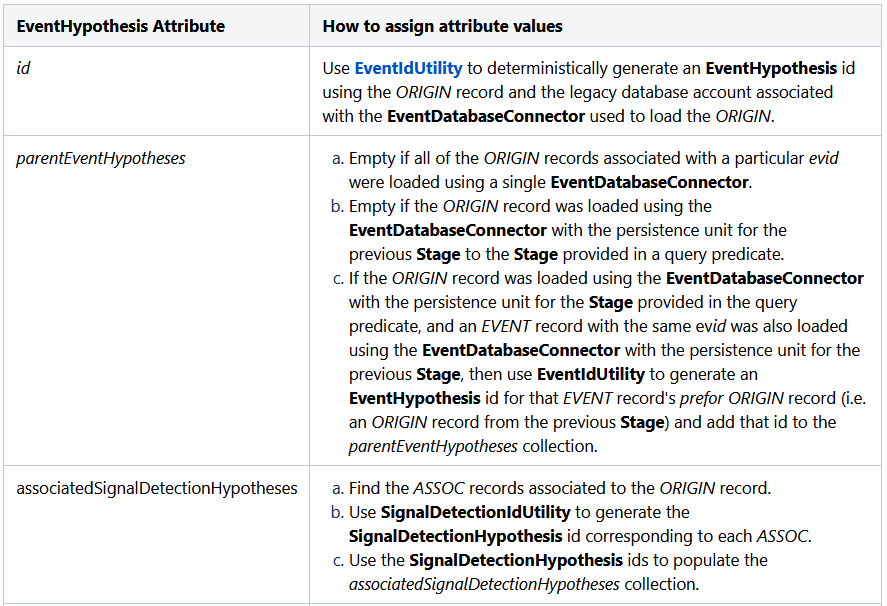 EventHypothesis Attribute
How to assign attribute values
id
Use EventIdUtility to deterministically generate an EventHypothesis id
using the ORIGIN record and the legacy database account associated
with the EventDatabaseConnector used to load the ORIGIN.
parentEventHypotheses
a. Empty if all of the ORIGIN records associated with a particular evid
were loaded using a single EventDatabaseConnector.
b. Empty if the ORIGIN record was loaded using the
EventDatabaseConnector with the persistence unit for the
previous Stage to the Stage provided in a query predicate.
c. If the ORIGIN record was loaded using the EventDatabaseConnector
with the persistence unit for the Stage provided in the query
predicate, and an EVENT record with the same evid was also loaded
using the EventDatabaseConnector with the persistence unit for the
previous Stage, then use EventIdUtility to generate an
EventHypothesis id for that EVENT record's prefor ORIGIN record (i.e.
an ORIGIN record from the previous Stage) and add that id to the
parentEventHypotheses collection.
associatedSignalDetectionHypotheses
a. Find the ASSOC records associated to the ORIGIN record.
b. Use SignalDetectionIdUtility to generate the
SignalDetectionHypothesis id corresponding to each ASSOC.
c. Use the SignalDetectionHypothesis ids to populate the
associatedSignalDetectionHypotheses collection.